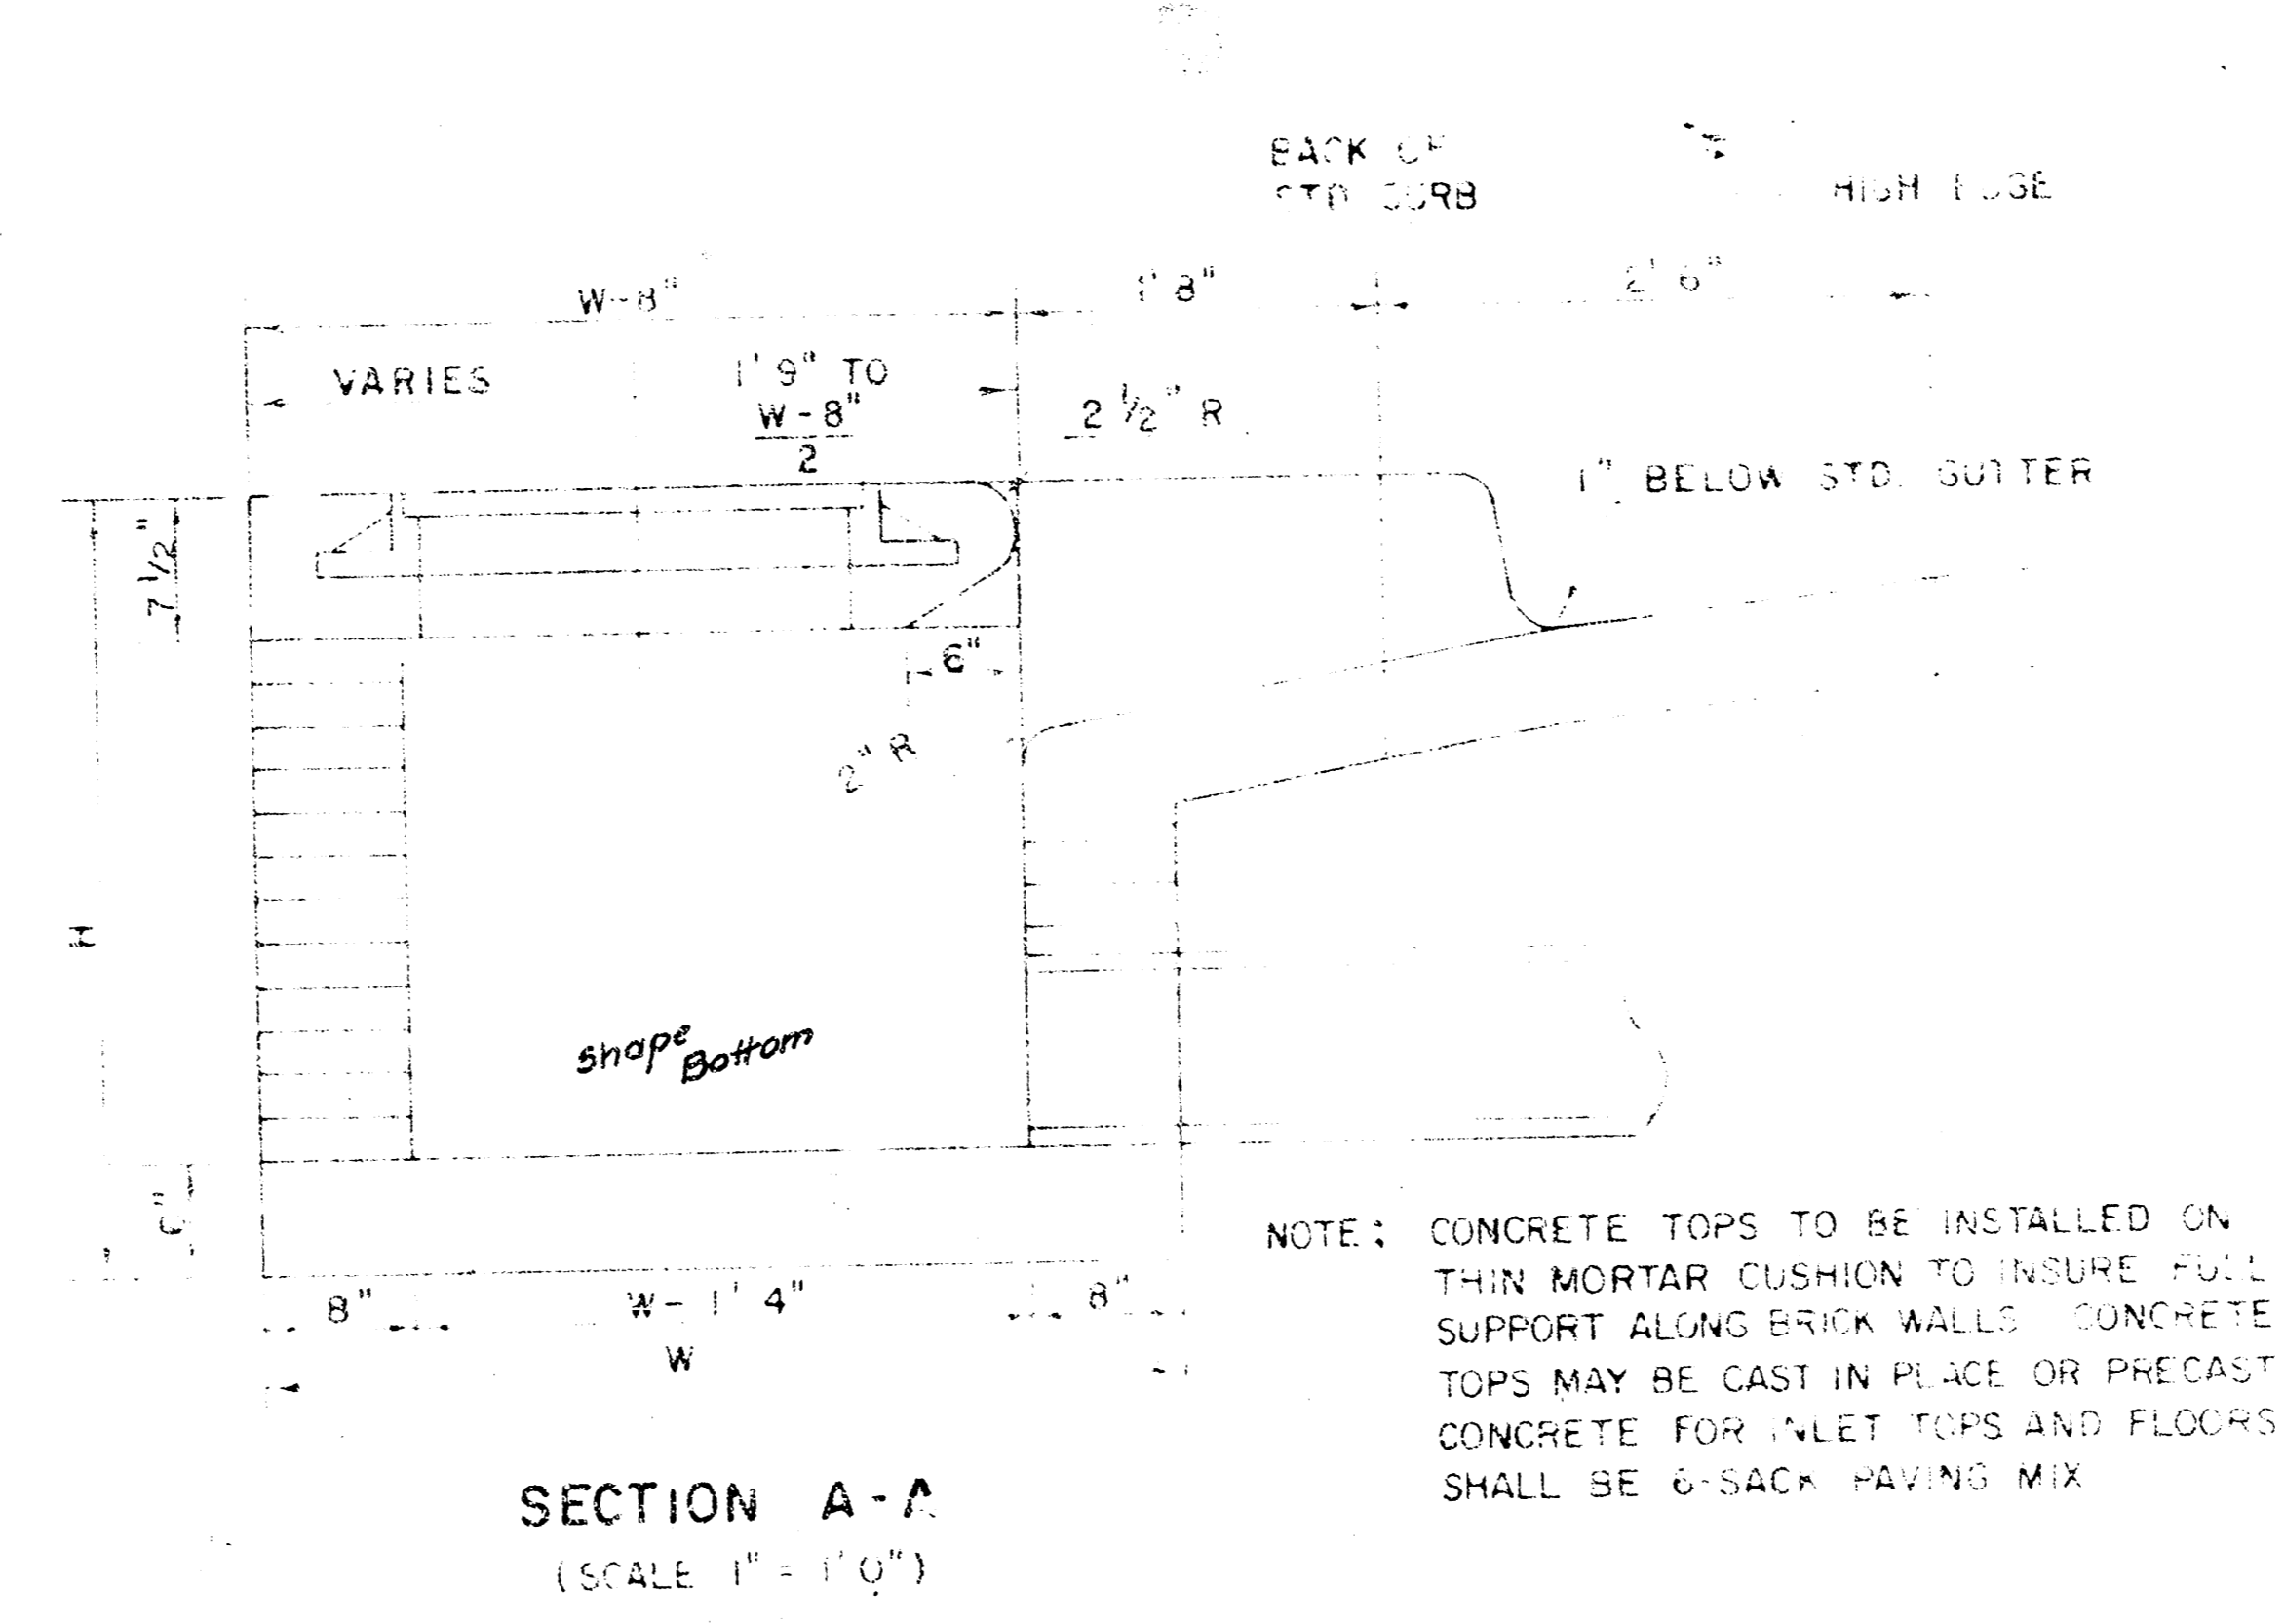 BACK OF
STD CURB
HIGH EDGE
W-8"
1' 8"
2' 6"
VARIES
1' 9" TO
W-8"
2
2 1/2" R
1" BELOW STD. GUTTER
7 1/2"
6"
2" R
H
Shape
Bottom
8"
W- 1' 4"
8"
W
NOTE: CONCRETE TOPS TO BE INSTALLED ON
THIN MORTAR CUSHION TO INSURE FULL
SUPPORT ALONG BRICK WALLS CONCRETE
TOPS MAY BE CAST IN PLACE OR PRECAST
CONCRETE FOR INLET TOPS AND FLOORS
SHALL BE 6-SACK PAVING MIX
SECTION A-A
(SCALE 1" = 1' 0")